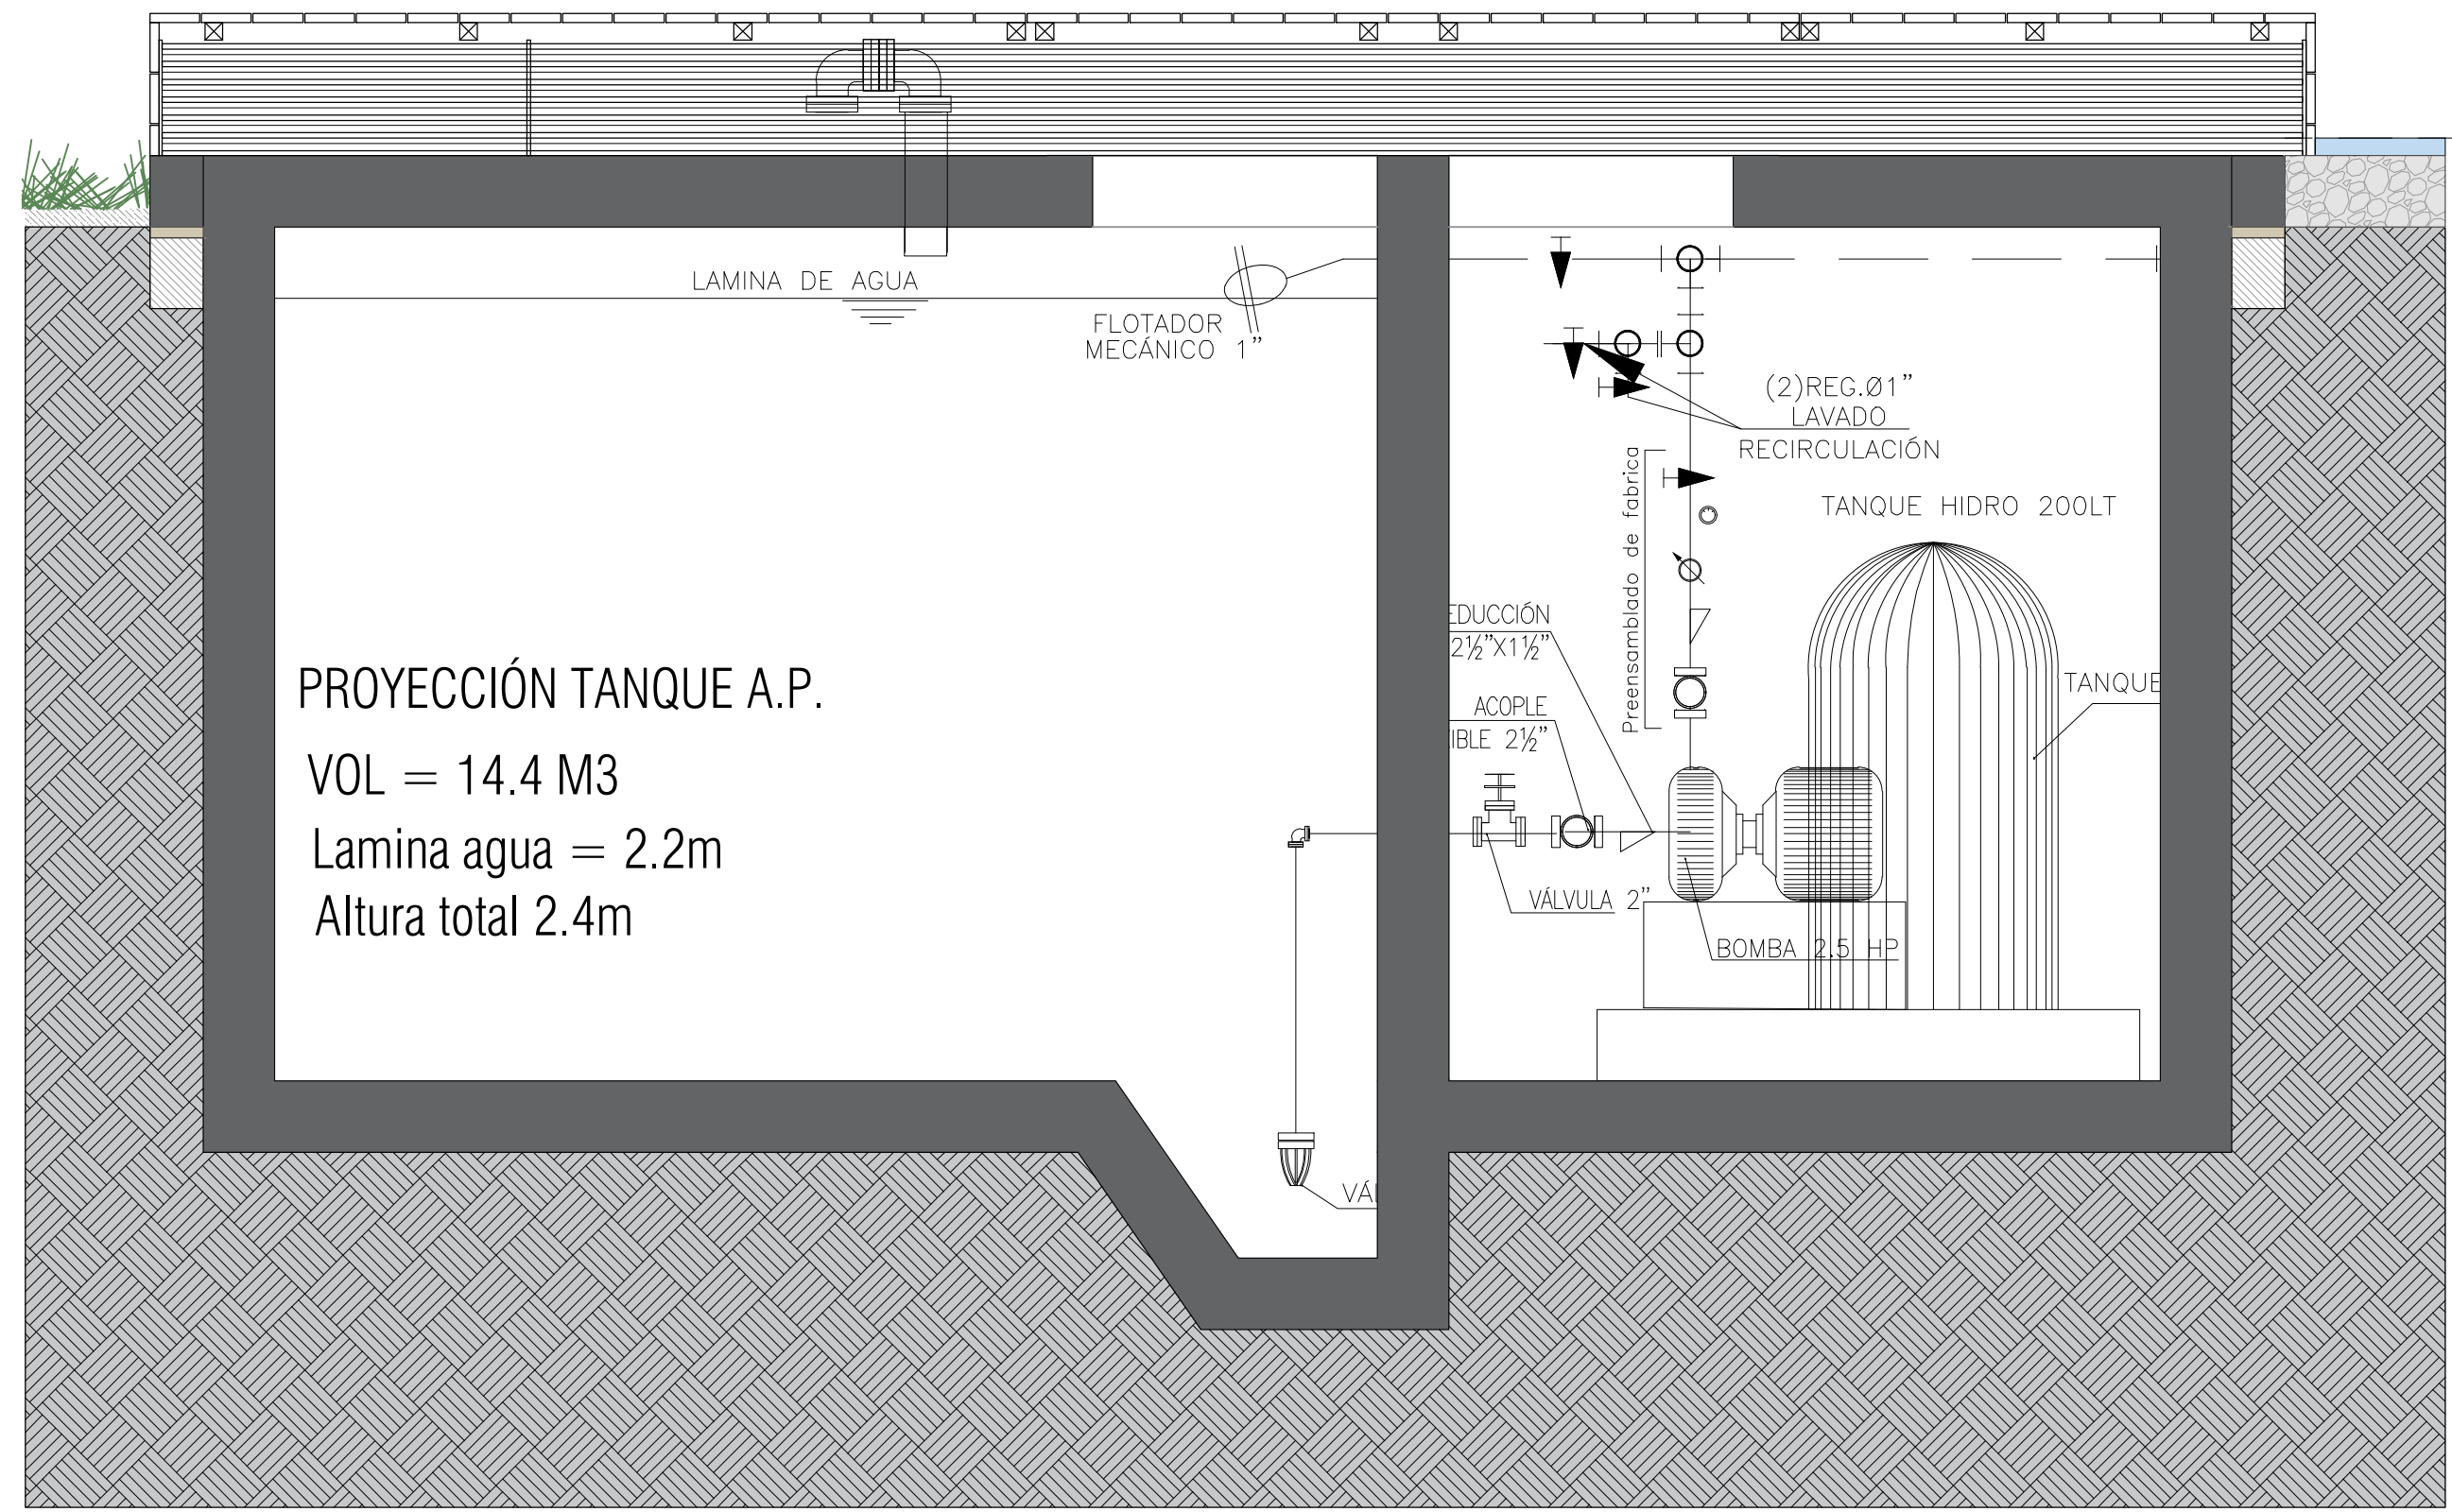 LAMINA DE AGUA
FLOTADOR
MECÁNICO 1"
(2)REG.Ø1"
LAVADO
RECIRCULACIÓN
Preensamblado de fabrica
TANQUE HIDRO 200LT
EDUCCIÓN
2½"X1½"
TANQUE
ACOPLE
IBLE 2½"
PROYECCIÓN TANQUE A.P.
VOL = 14.4 M3
Lamina agua = 2.2m
Altura total 2.4m
VÁLVULA 2"
BOMBA 2.5 HP
VÁ